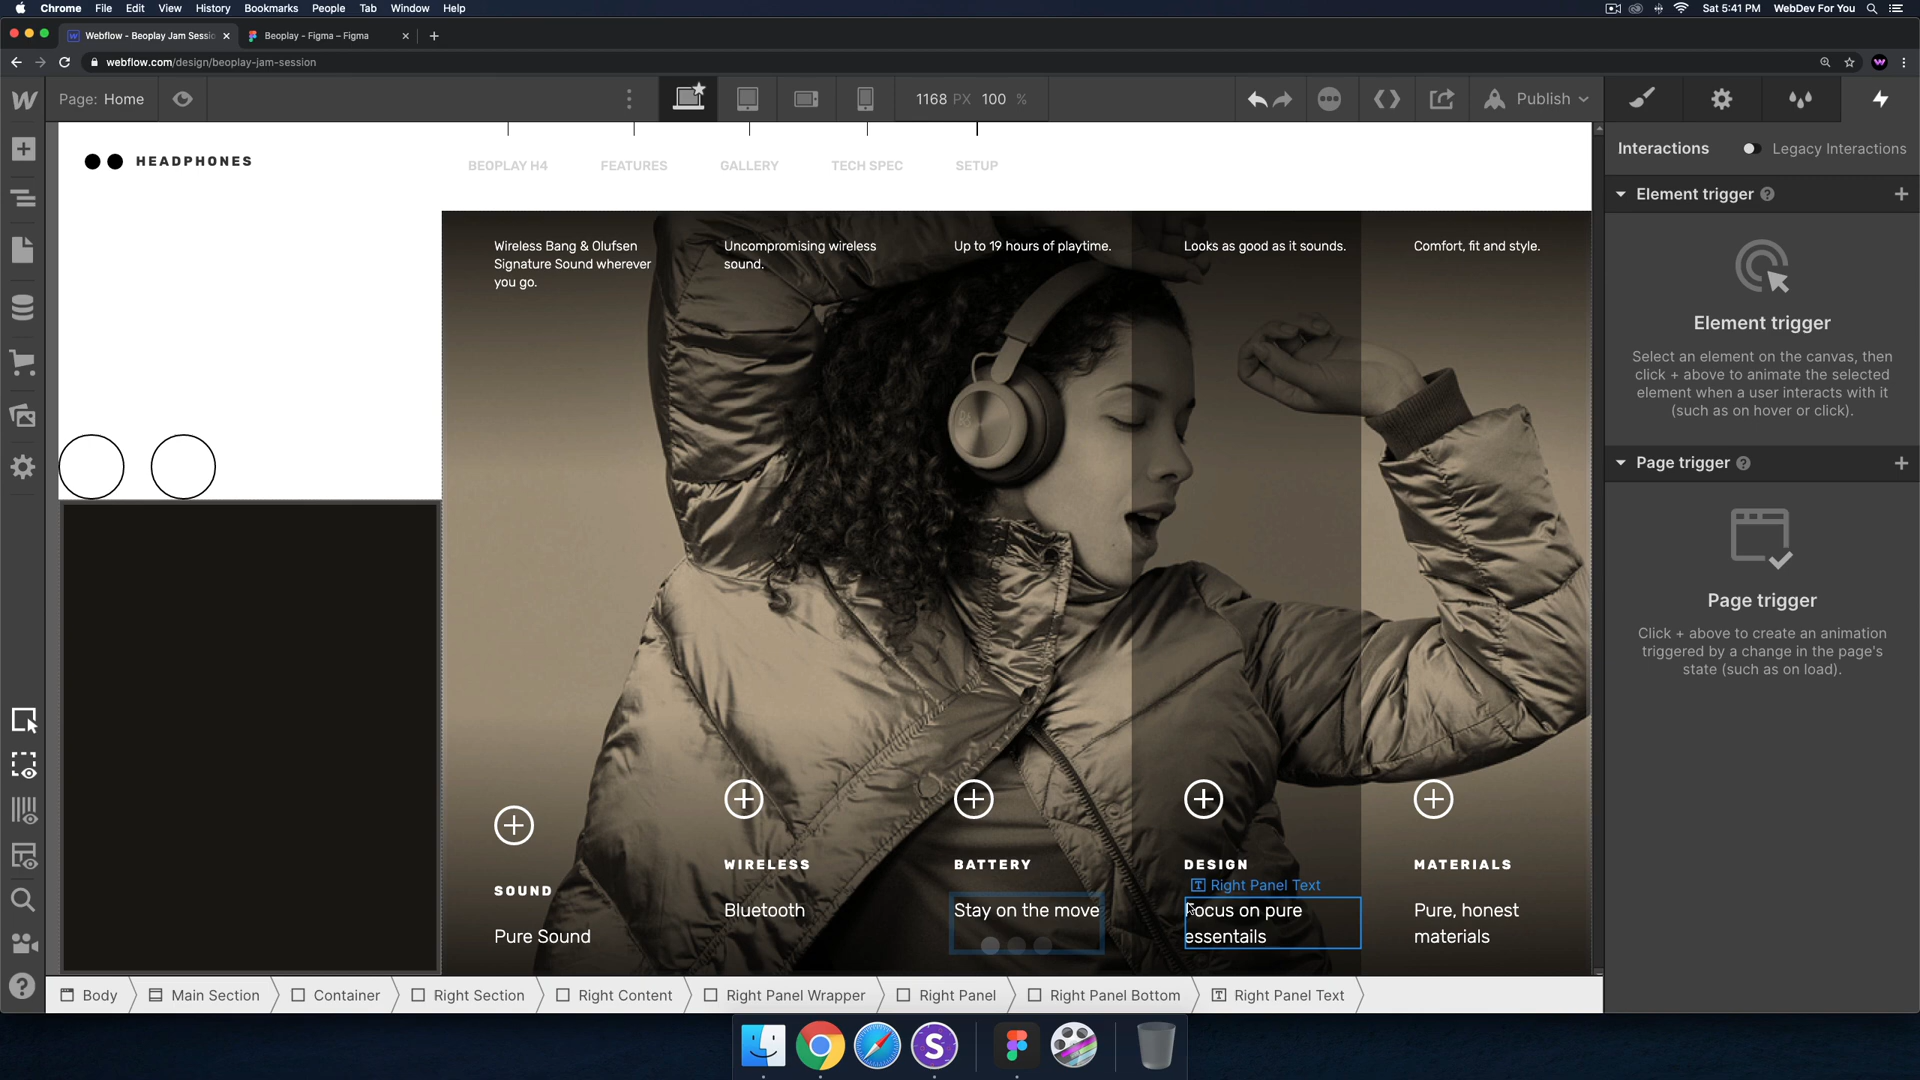 Chrome File Edit View History Bookmarks People Tab Window Help Sat 5:41 PM WebDev For You
Webflow - Beoplay Jam Sessio Beoplay - Figma – Figma
webflow.com/design/beoplay-jam-session
Page: Home 1168 PX 100 % Publish
HEADPHONES BEOPLAY H4 FEATURES GALLERY TECH SPEC SETUP
Interactions Legacy Interactions
Element trigger
Wireless Bang & Olufsen
Signature Sound wherever
you go.
Uncompromising wireless
sound.
Up to 19 hours of playtime.
Looks as good as it sounds.
Comfort, fit and style.
Element trigger
Select an element on the canvas, then
click + above to animate the selected
element when a user interacts with it
(such as on hover or click).
Page trigger
Page trigger
Click + above to create an animation
triggered by a change in the page's
state (such as on load).
SOUND
Pure Sound
WIRELESS
Bluetooth
BATTERY
Stay on the move
DESIGN
Right Panel Text
Focus on pure
essentails
MATERIALS
Pure, honest
materials
Body Main Section Container Right Section Right Content Right Panel Wrapper Right Panel Right Panel Bottom Right Panel Text